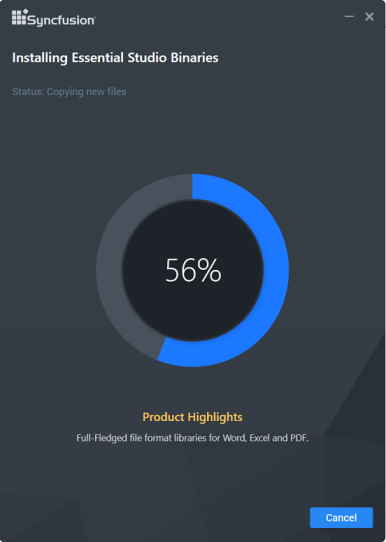 Syncfusion
Installing Essential Studio Binaries
Status: Copying new files
56%
Product Highlights
Full-Fledged file format libraries for Word, Excel and PDF.
Cancel